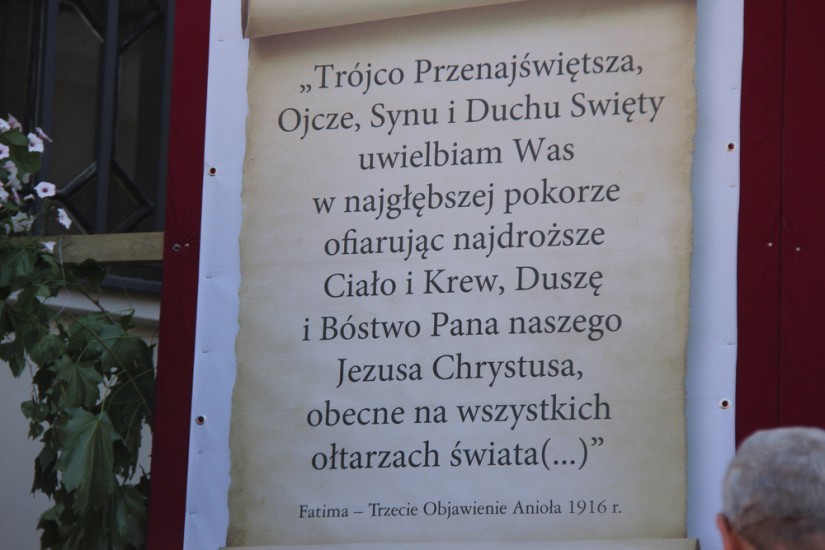 „Trójco Przenajświętsza,
Ojcze, Synu i Duchu Swięty
uwielbiam Was
w najgłębszej pokorze
ofiarując najdroższe
Ciało i Krew, Duszę
i Bóstwo Pana naszego
Jezusa Chrystusa,
obecne na wszystkich
ołtarzach świata(...)”
Fatima – Trzecie Objawienie Anioła 1916 r.